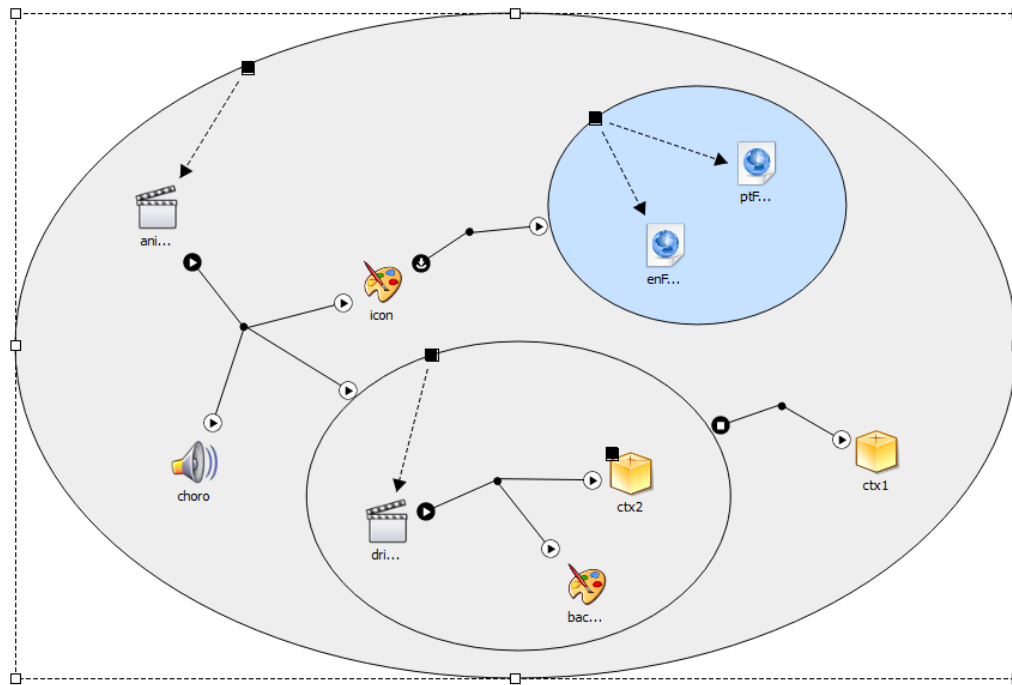 ptF...
ani...
enF...
icon
choro
ctx1
ctx2
dri...
bac...